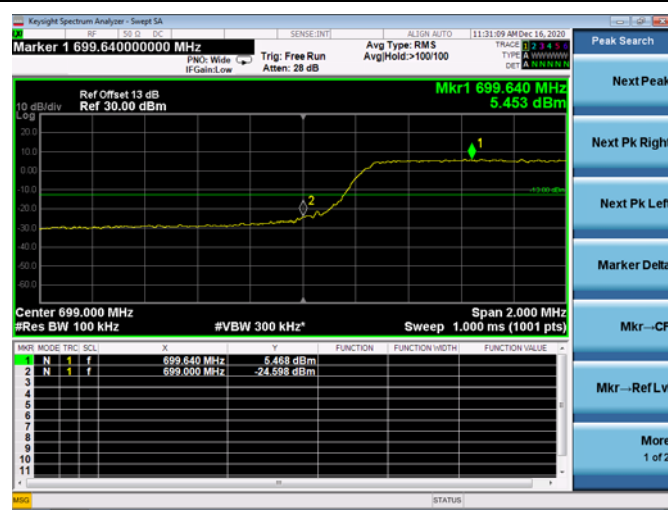 Keysight Spectrum Analyzer - Swept SA
RF 50 Ω DC SENSE:INT ALIGN AUTO 11:31:09 AM Dec 16, 2020
Marker 1 699.640000000 MHz
PNO: Wide Trig: Free Run Avg Type: RMS TRACE 1 2 3 4 5 6
IFGain:Low Atten: 28 dB Avg|Hold:>100/100 TYPE A WWWWW
DET A N N N N N
Peak Search
Ref Offset 13 dB Mkr1 699.640 MHz
10 dB/div Ref 30.00 dBm 5.453 dBm
Log
20.0
10.0
0.00
-10.0
-20.0
-30.0
-40.0
-50.0
-60.0
1
2
-13.00 dBm
Center 699.000 MHz Span 2.000 MHz
#Res BW 100 kHz #VBW 300 kHz* Sweep 1.000 ms (1001 pts)
MKR MODE TRC SCL X Y FUNCTION FUNCTION WIDTH FUNCTION VALUE
1 N 1 f 699.640 MHz 5.468 dBm
2 N 1 f 699.000 MHz -24.598 dBm
3
4
5
6
7
8
9
10
11
MSG STATUS
Next Peak
Next Pk Right
Next Pk Left
Marker Delta
Mkr→CF
Mkr→Ref Lvl
More
1 of 2